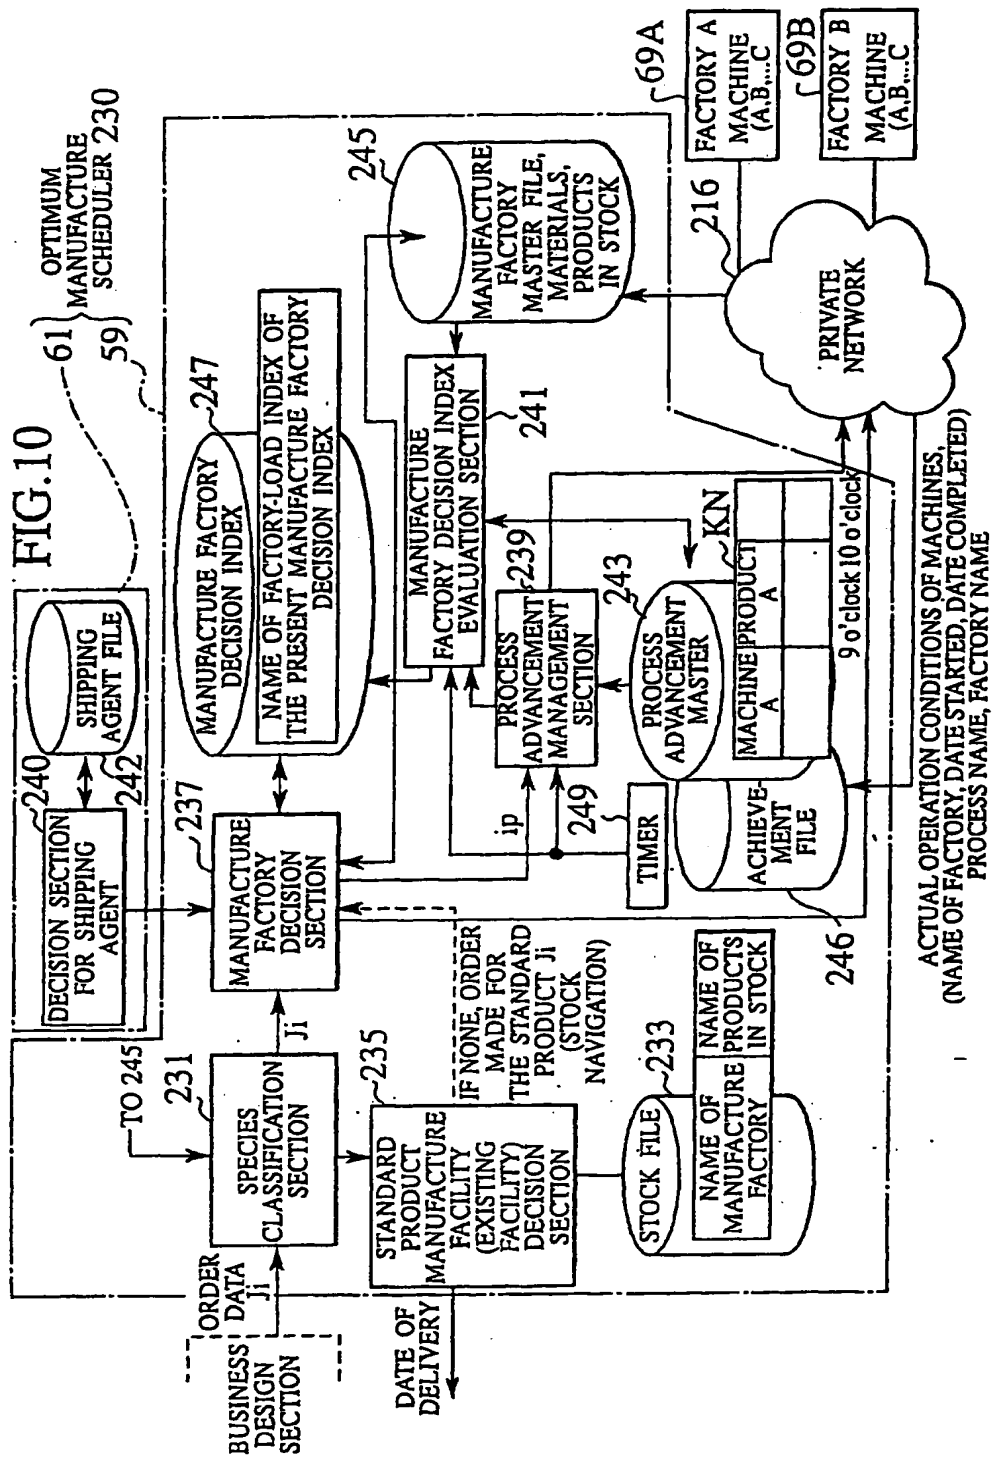 FIG.10
OPTIMUM
MANUFACTURE
SCHEDULER 230
61
59
240
DECISION SECTION
FOR SHIPPING
AGENT
SHIPPING
AGENT FILE
242
TO 245
231
SPECIES
CLASSIFICATION
SECTION
ORDER
DATA
Ji
BUSINESS
DESIGN
SECTION
Ji
237
MANUFACTURE
FACTORY
DECISION
SECTION
247
MANUFACTURE FACTORY
DECISION INDEX
NAME OF FACTORY-LOAD INDEX OF
THE PRESENT MANUFACTURE FACTORY
DECISION INDEX
245
MANUFACTURE
FACTORY
MASTER FILE,
MATERIALS,
PRODUCTS
IN STOCK
235
STANDARD
PRODUCT
MANUFACTURE
FACILITY
(EXISTING
FACILITY)
DECISION
SECTION
DATE OF
DELIVERY
IF NONE, ORDER
MADE FOR
THE STANDARD
PRODUCT Ji
(STOCK
NAVIGATION)
MANUFACTURE
FACTORY DECISION INDEX
EVALUATION SECTION
241
ip
PROCESS
ADVANCEMENT
MANAGEMENT
SECTION
239
249
TIMER
243
PROCESS
ADVANCEMENT
MASTER
KN
MACHINE
A
PRODUCT1
A
9 o'clock 10 o'clock
ACHIEVE-
MENT
FILE
246
233
STOCK FILE
NAME OF
MANUFACTURE
FACTORY
NAME OF
PRODUCTS
IN STOCK
216
PRIVATE
NETWORK
69A
FACTORY A
MACHINE
(A,B,...C
69B
FACTORY B
MACHINE
(A,B,...C
ACTUAL OPERATION CONDITIONS OF MACHINES,
(NAME OF FACTORY, DATE STARTED, DATE COMPLETED)
PROCESS NAME, FACTORY NAME